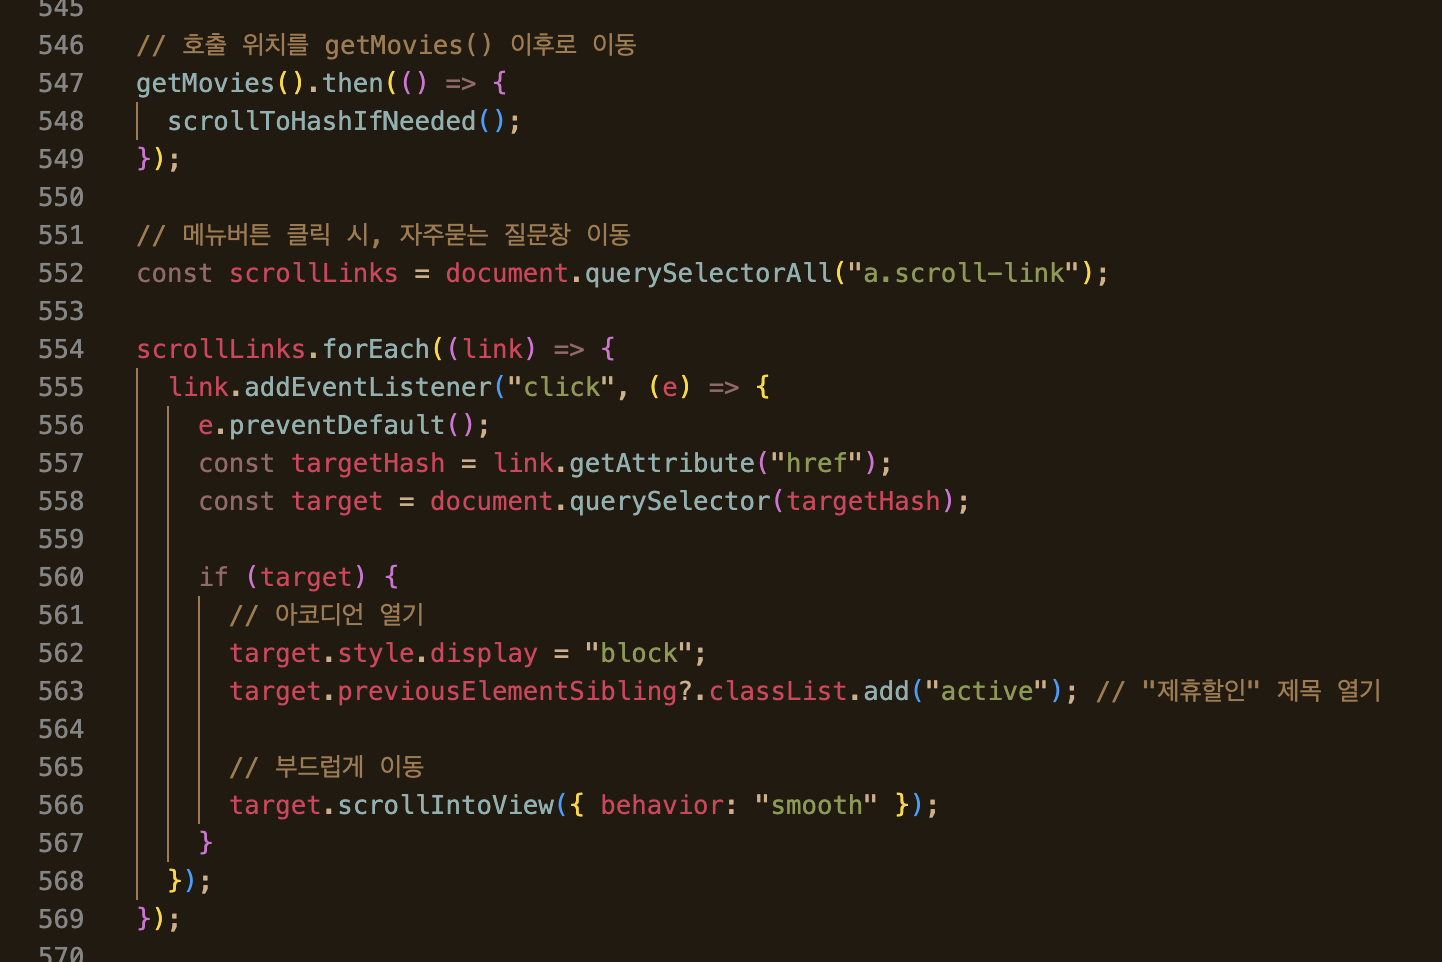 545
546 // 호출 위치를 getMovies() 이후로 이동
547 getMovies().then(() => {
548 scrollToHashIfNeeded();
549 });
550
551 // 메뉴버튼 클릭 시, 자주묻는 질문창 이동
552 const scrollLinks = document.querySelectorAll("a.scroll-link");
553
554 scrollLinks.forEach((link) => {
555 link.addEventListener("click", (e) => {
556 e.preventDefault();
557 const targetHash = link.getAttribute("href");
558 const target = document.querySelector(targetHash);
559
560 if (target) {
561 // 아코디언 열기
562 target.style.display = "block";
563 target.previousElementSibling?.classList.add("active"); // "제휴할인" 제목 열기
564
565 // 부드럽게 이동
566 target.scrollIntoView({ behavior: "smooth" });
567 }
568 });
569 });
570